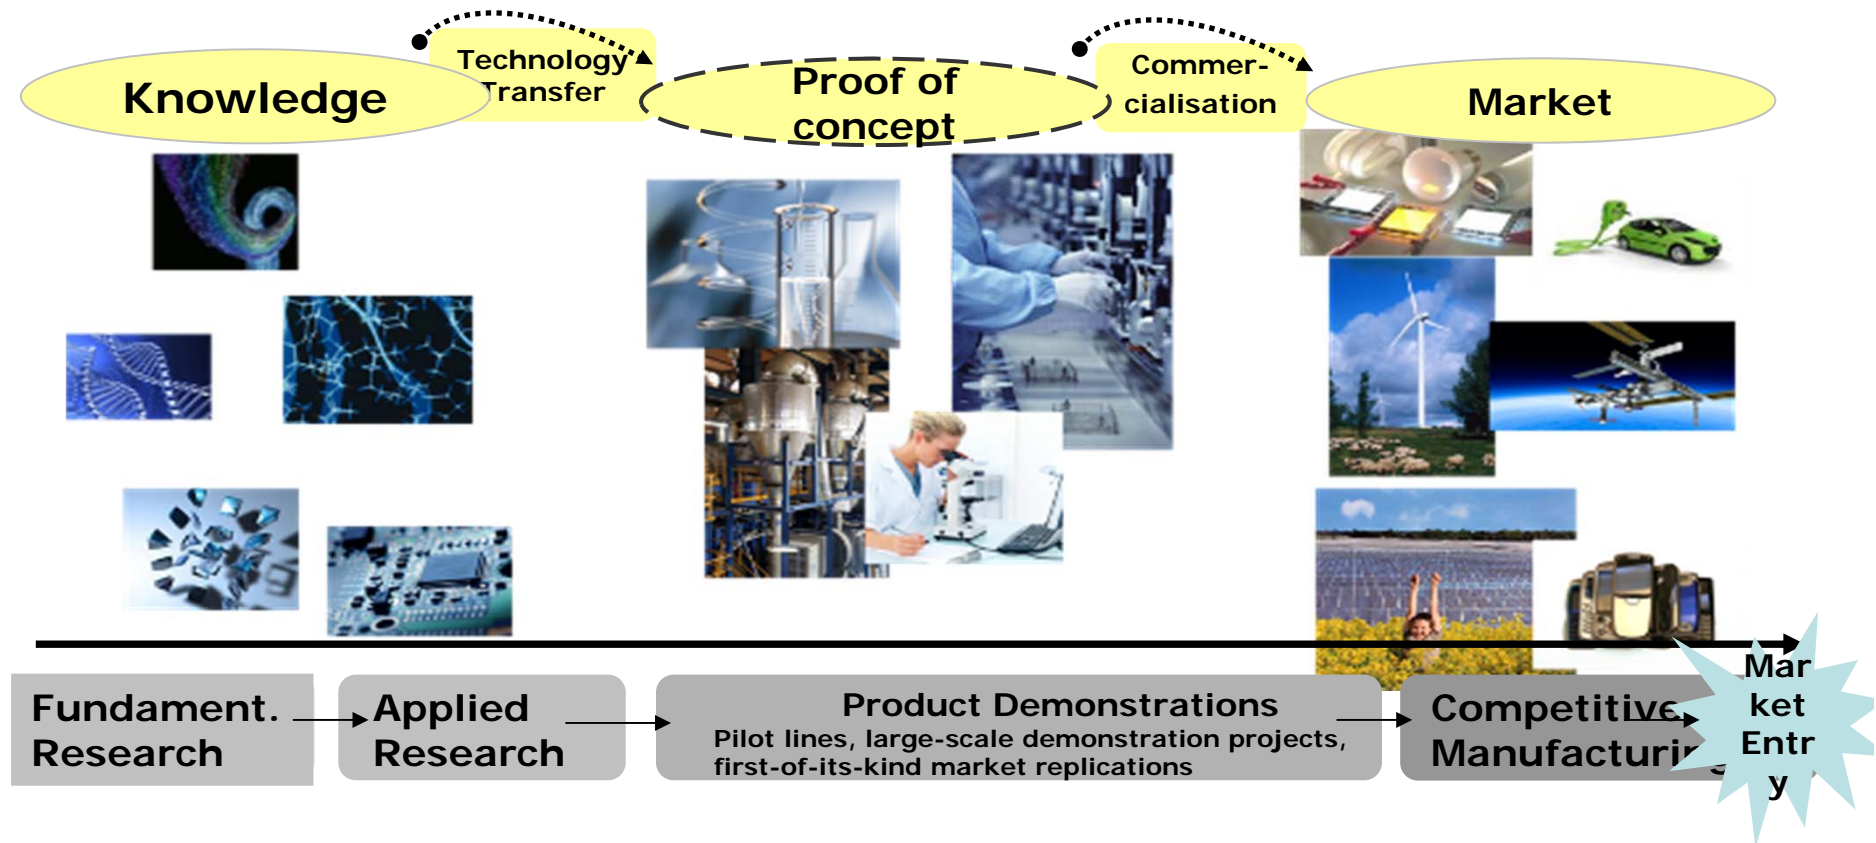 Knowledge
Technology
Transfer
Proof of
concept
Commer-
cialisation
Market
Fundament.
Research
Applied
Research
Product Demonstrations
Pilot lines, large-scale demonstration projects,
first-of-its-kind market replications
Competitive
Manufacturing
Mar
ket
Entr
y